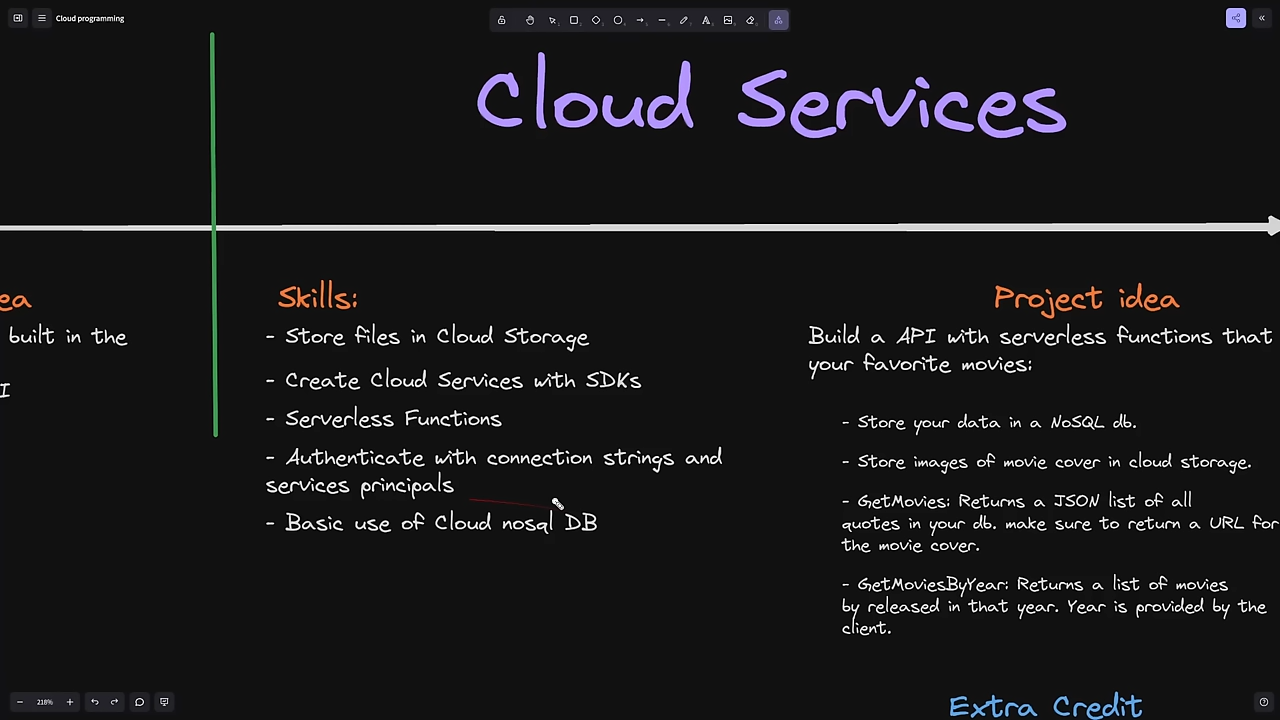 Cloud programming
Cloud Services
ea
built in the
I
Skills:
- Store files in Cloud Storage
- Create Cloud Services with SDKs
- Serverless Functions
- Authenticate with connection strings and
services principals
- Basic use of Cloud nosql DB
Project idea
Build a API with serverless functions that
your favorite movies:
- Store your data in a NoSQL db.
- Store images of movie cover in cloud storage.
- GetMovies: Returns a JSON list of all
quotes in your db. make sure to return a URL for
the movie cover.
- GetMoviesByYear: Returns a list of movies
by released in that year. Year is provided by the
client.
Extra Credit
218%